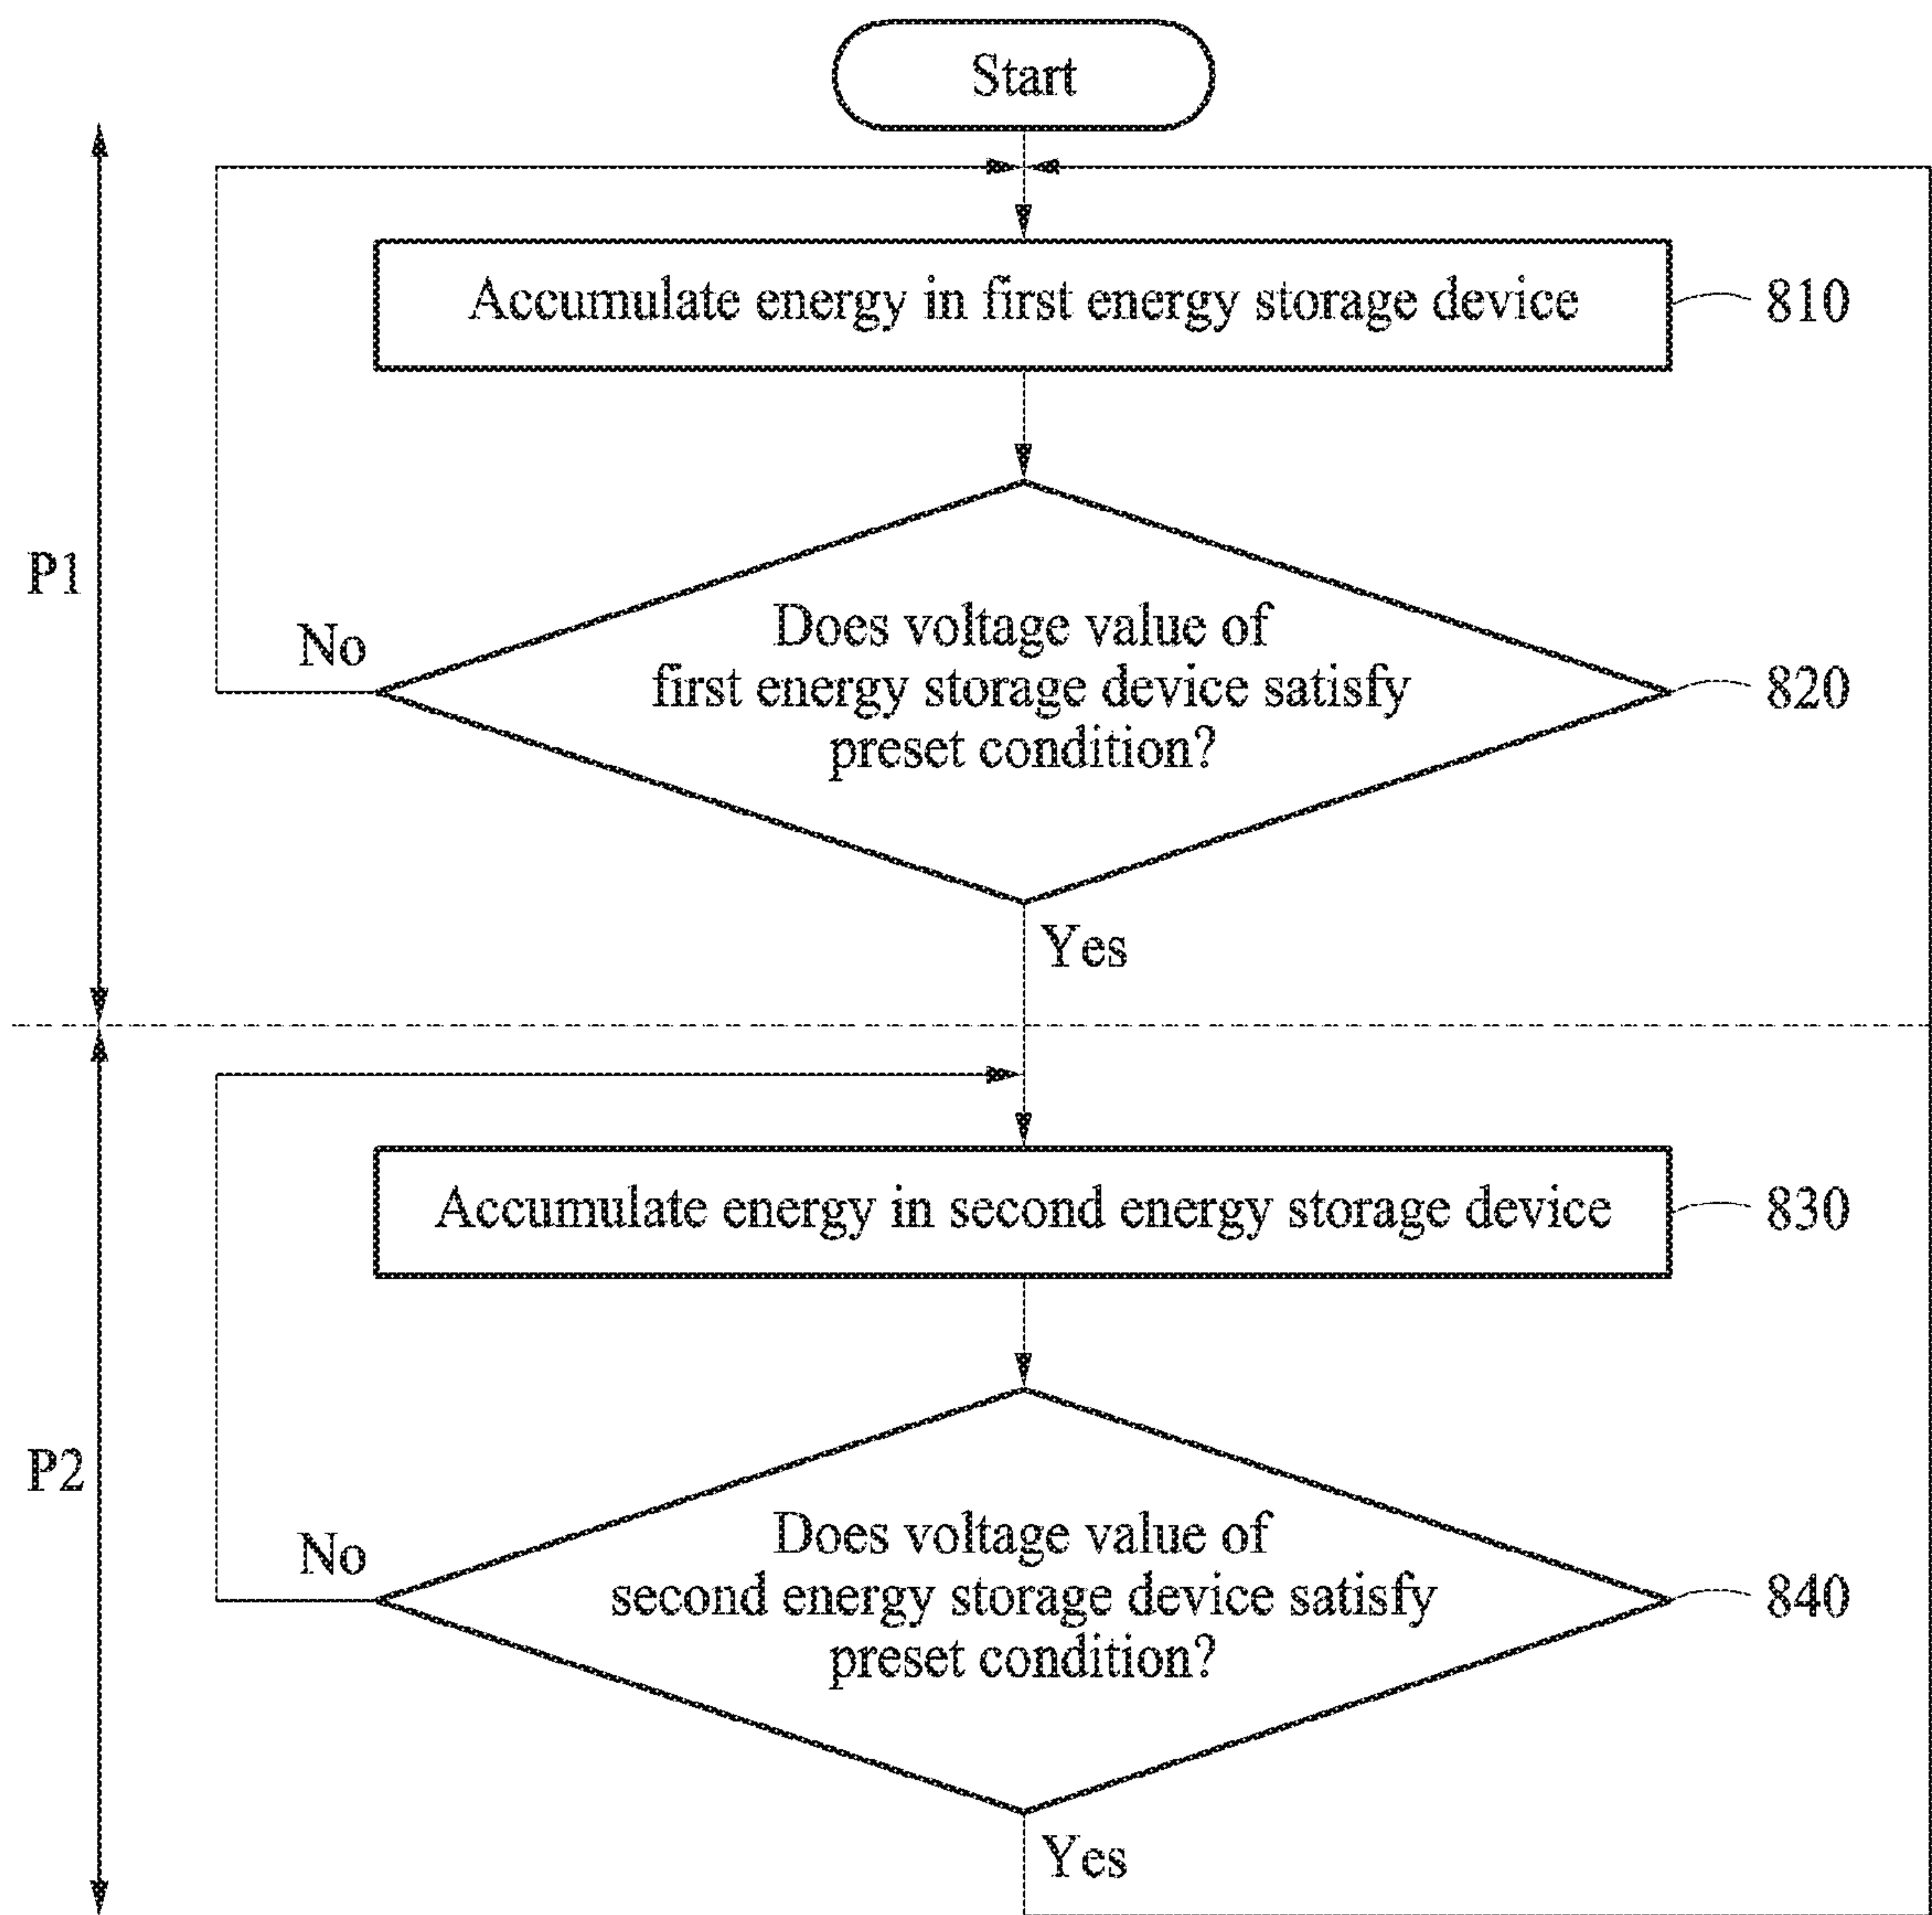 Start
Accumulate energy in first energy storage device
810
P1
No
Does voltage value of
first energy storage device satisfy
preset condition?
820
Yes
Accumulate energy in second energy storage device
830
P2
No
Does voltage value of
second energy storage device satisfy
preset condition?
840
Yes